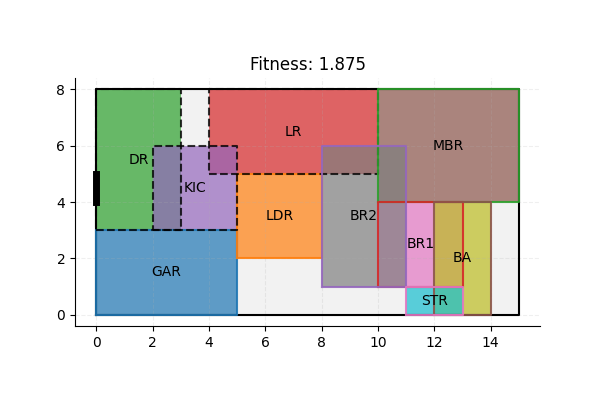 Fitness: 1.875
8
6
4
2
0
DR
LR
MBR
KIC
LDR
BR2
BR1
BA
GAR
STR
0 2 4 6 8 10 12 14